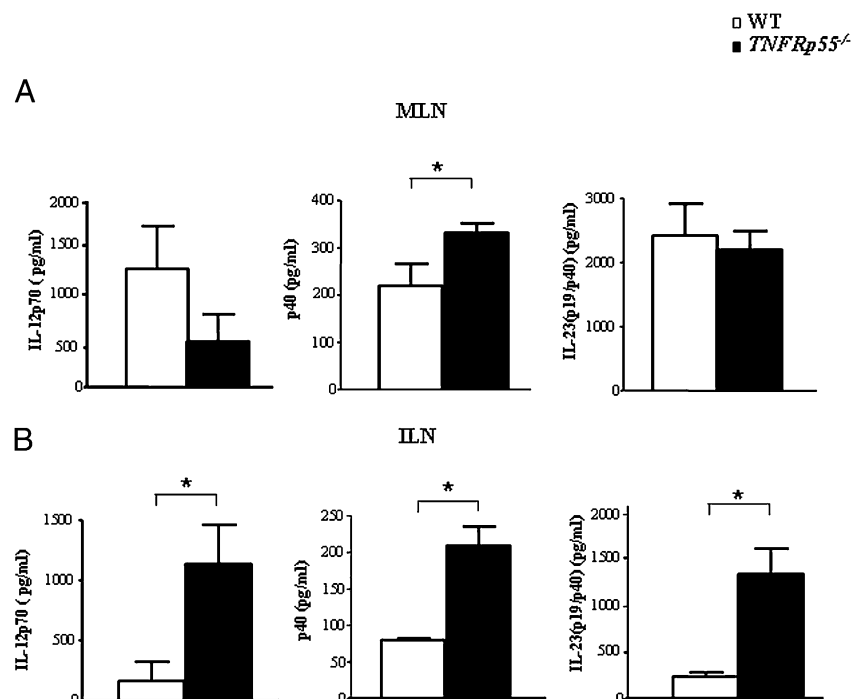 WT
TNFRp55-/-
A
MLN
*
IL-12p70 ( pg/ml)
2000
1500
1000
500
0
p40 (pg/ml)
400
300
200
100
0
IL-23(p19/p40) (pg/ml)
3000
2000
1000
0
B
ILN
*
*
*
IL-12p70 (pg/ml)
1500
1000
500
0
p40 (pg/ml)
250
200
150
100
50
0
IL-23(p19/p40) (pg/ml)
2000
1500
1000
500
0